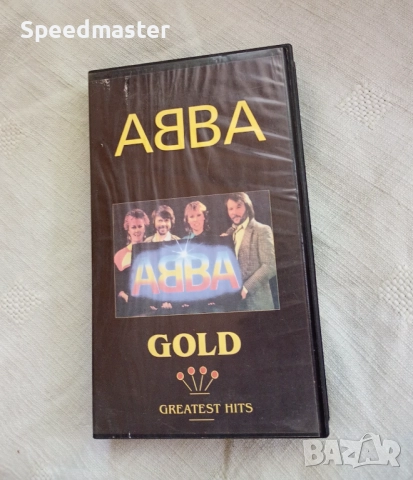 Speedmaster
ABBA
ABBA
GOLD
GREATEST HITS
BAZAR